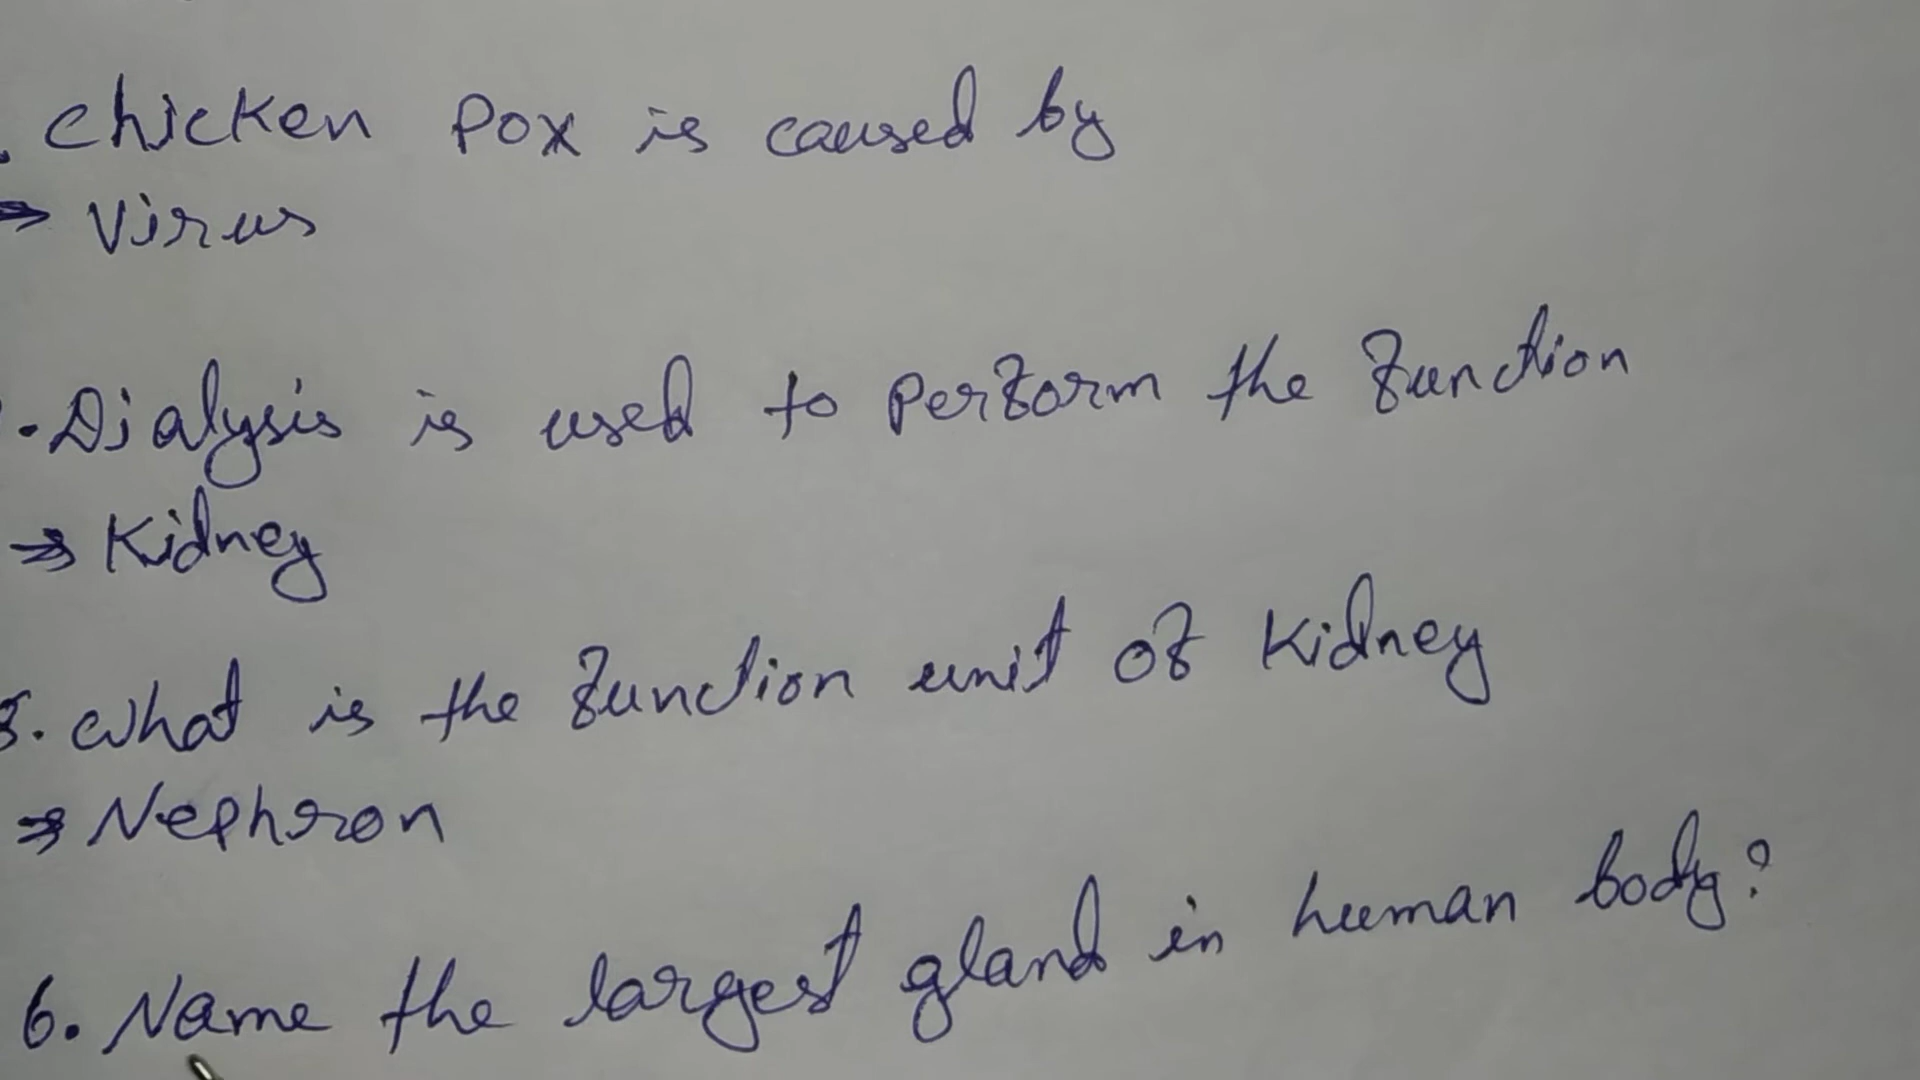 . Chicken Pox is caused by
⇒ Virus
. Dialysis is used to Perform the function
⇒ Kidney
5. What is the function unit of Kidney
⇒ Nephron
6. Name the largest gland in human body?